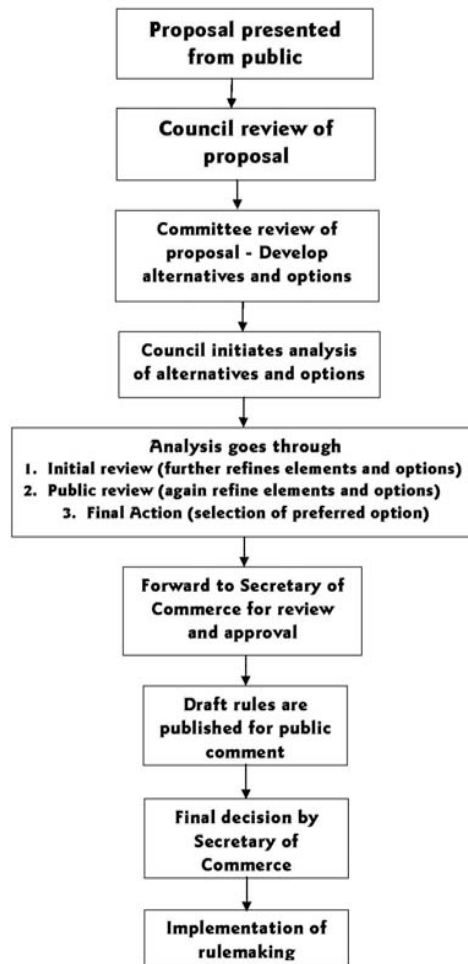 Proposal presented
from public
Council review of
proposal
Committee review of
proposal - Develop
alternatives and options
Council initiates analysis
of alternatives and options
Analysis goes through
1. Initial review (further refines elements and options)
2. Public review (again refine elements and options)
3. Final Action (selection of preferred option)
Forward to Secretary of
Commerce for review
and approval
Draft rules are
published for public
comment
Final decision by
Secretary of
Commerce
Implementation of
rulemaking